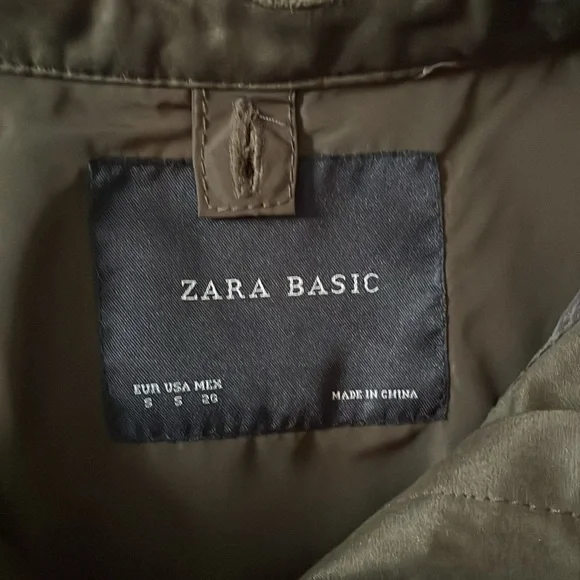 ZARA BASIC
EUR USA MEX
S S 26
MADE IN CHINA